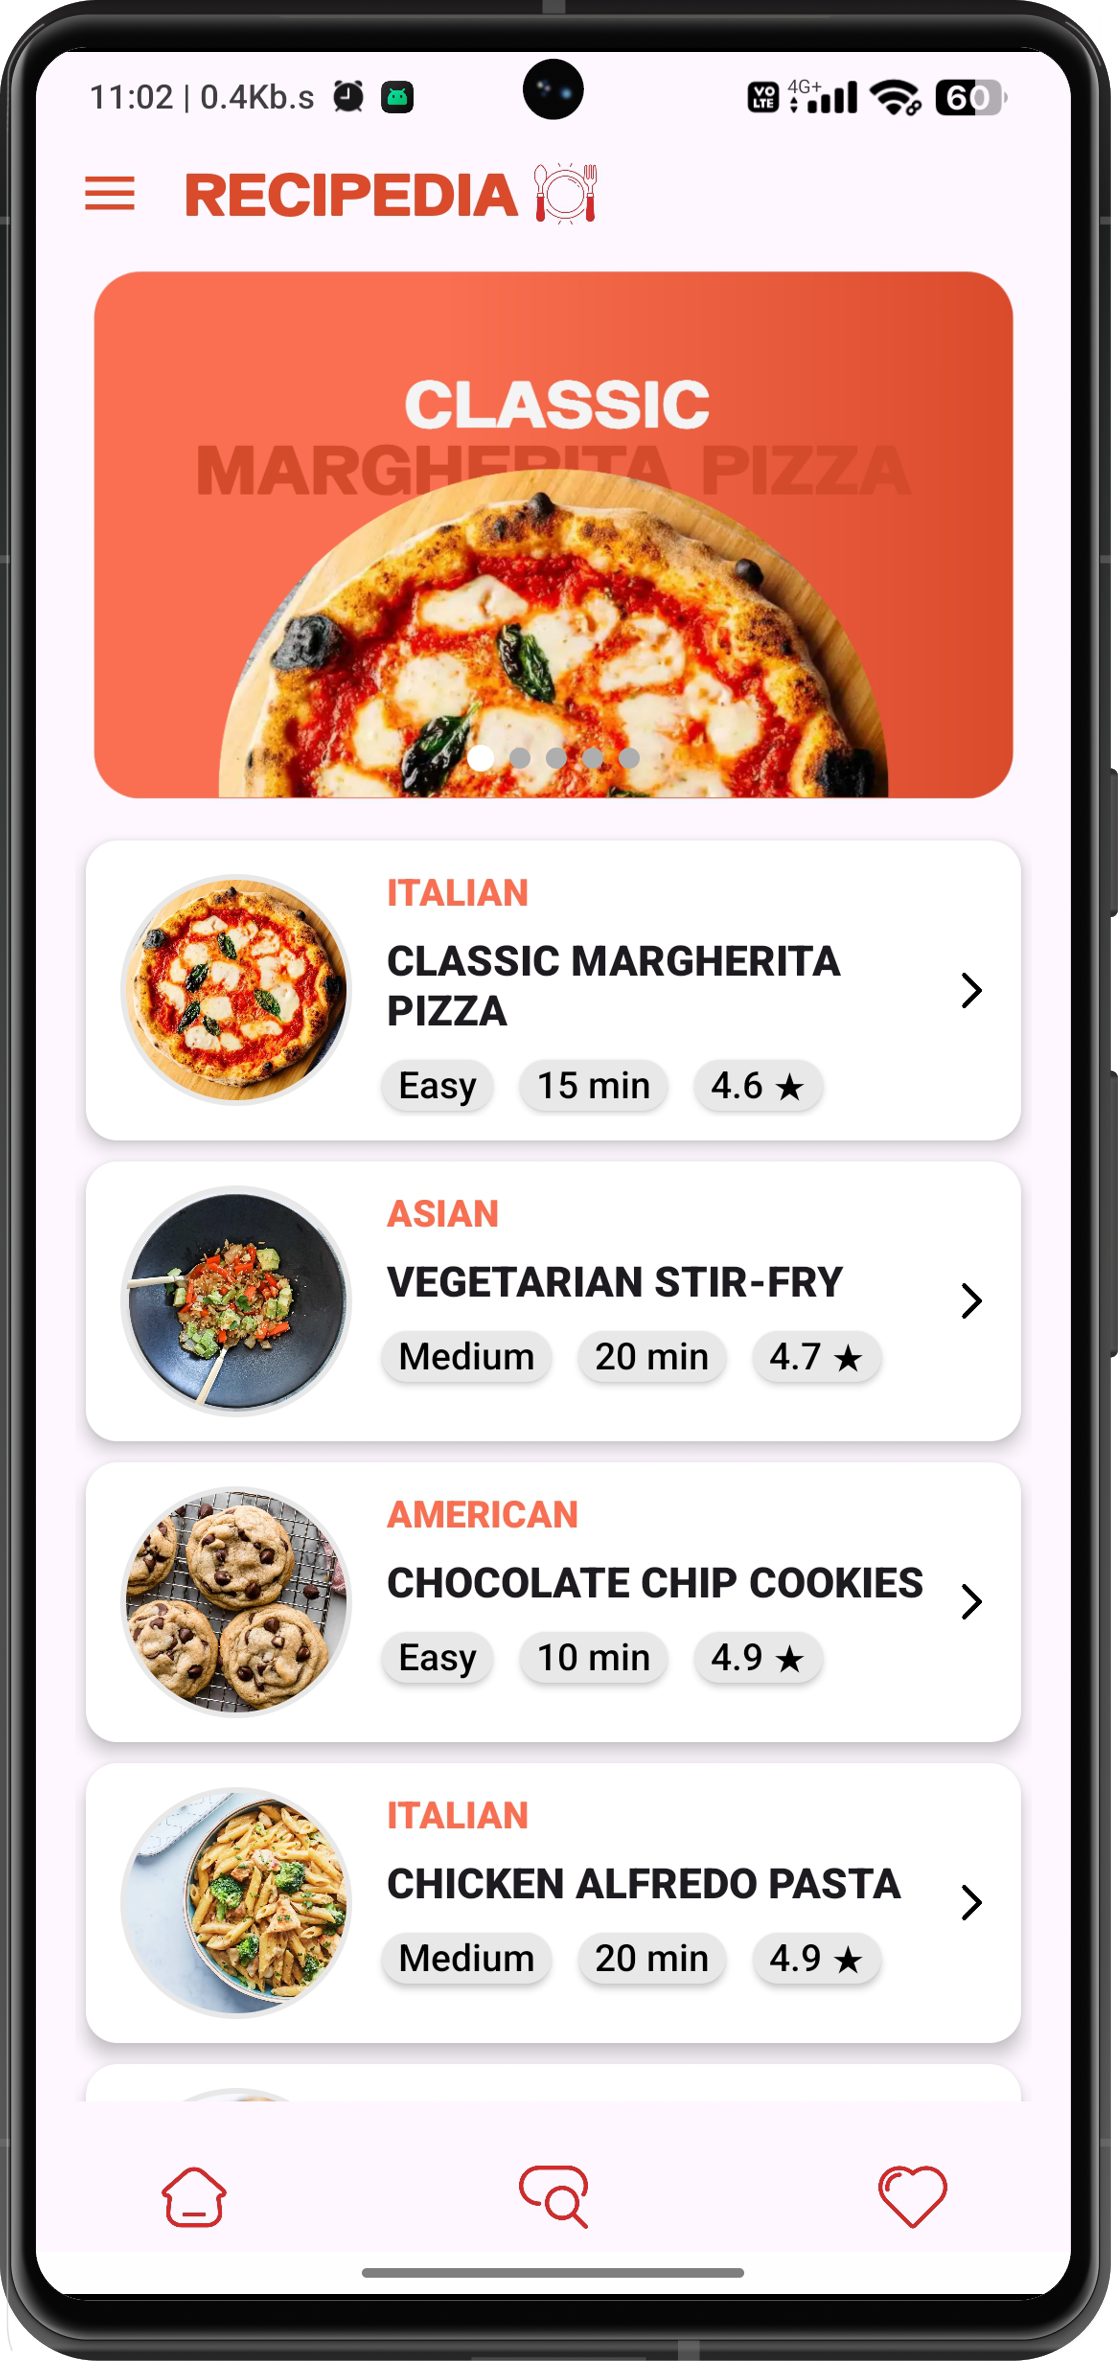 11:02 | 0.4Kb.s VO LTE 4G+ 60
RECIPEDIA
CLASSIC
MARGHERITA PIZZA
ITALIAN
CLASSIC MARGHERITA
PIZZA
Easy 15 min 4.6 ★
ASIAN
VEGETARIAN STIR-FRY
Medium 20 min 4.7 ★
AMERICAN
CHOCOLATE CHIP COOKIES
Easy 10 min 4.9 ★
ITALIAN
CHICKEN ALFREDO PASTA
Medium 20 min 4.9 ★